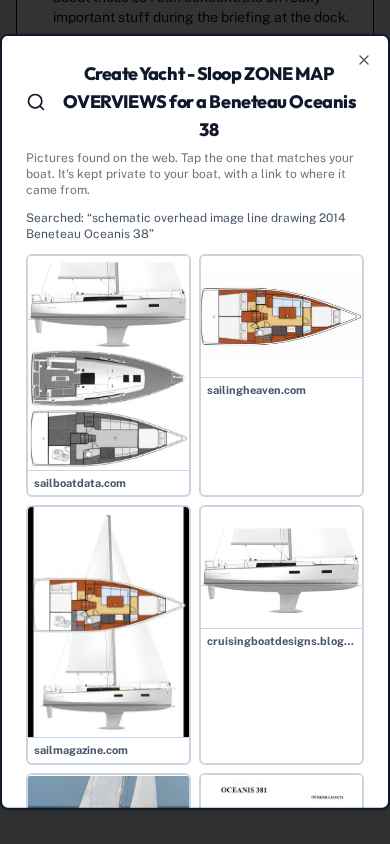 important stuff during the briefing at the dock.
Create Yacht - Sloop ZONE MAP
OVERVIEWS for a Beneteau Oceanis
38
Pictures found on the web. Tap the one that matches your
boat. It's kept private to your boat, with a link to where it
came from.
Searched: “schematic overhead image line drawing 2014
Beneteau Oceanis 38”
sailboatdata.com
sailingheaven.com
sailmagazine.com
cruisingboatdesigns.blog...
OCEANIS 381